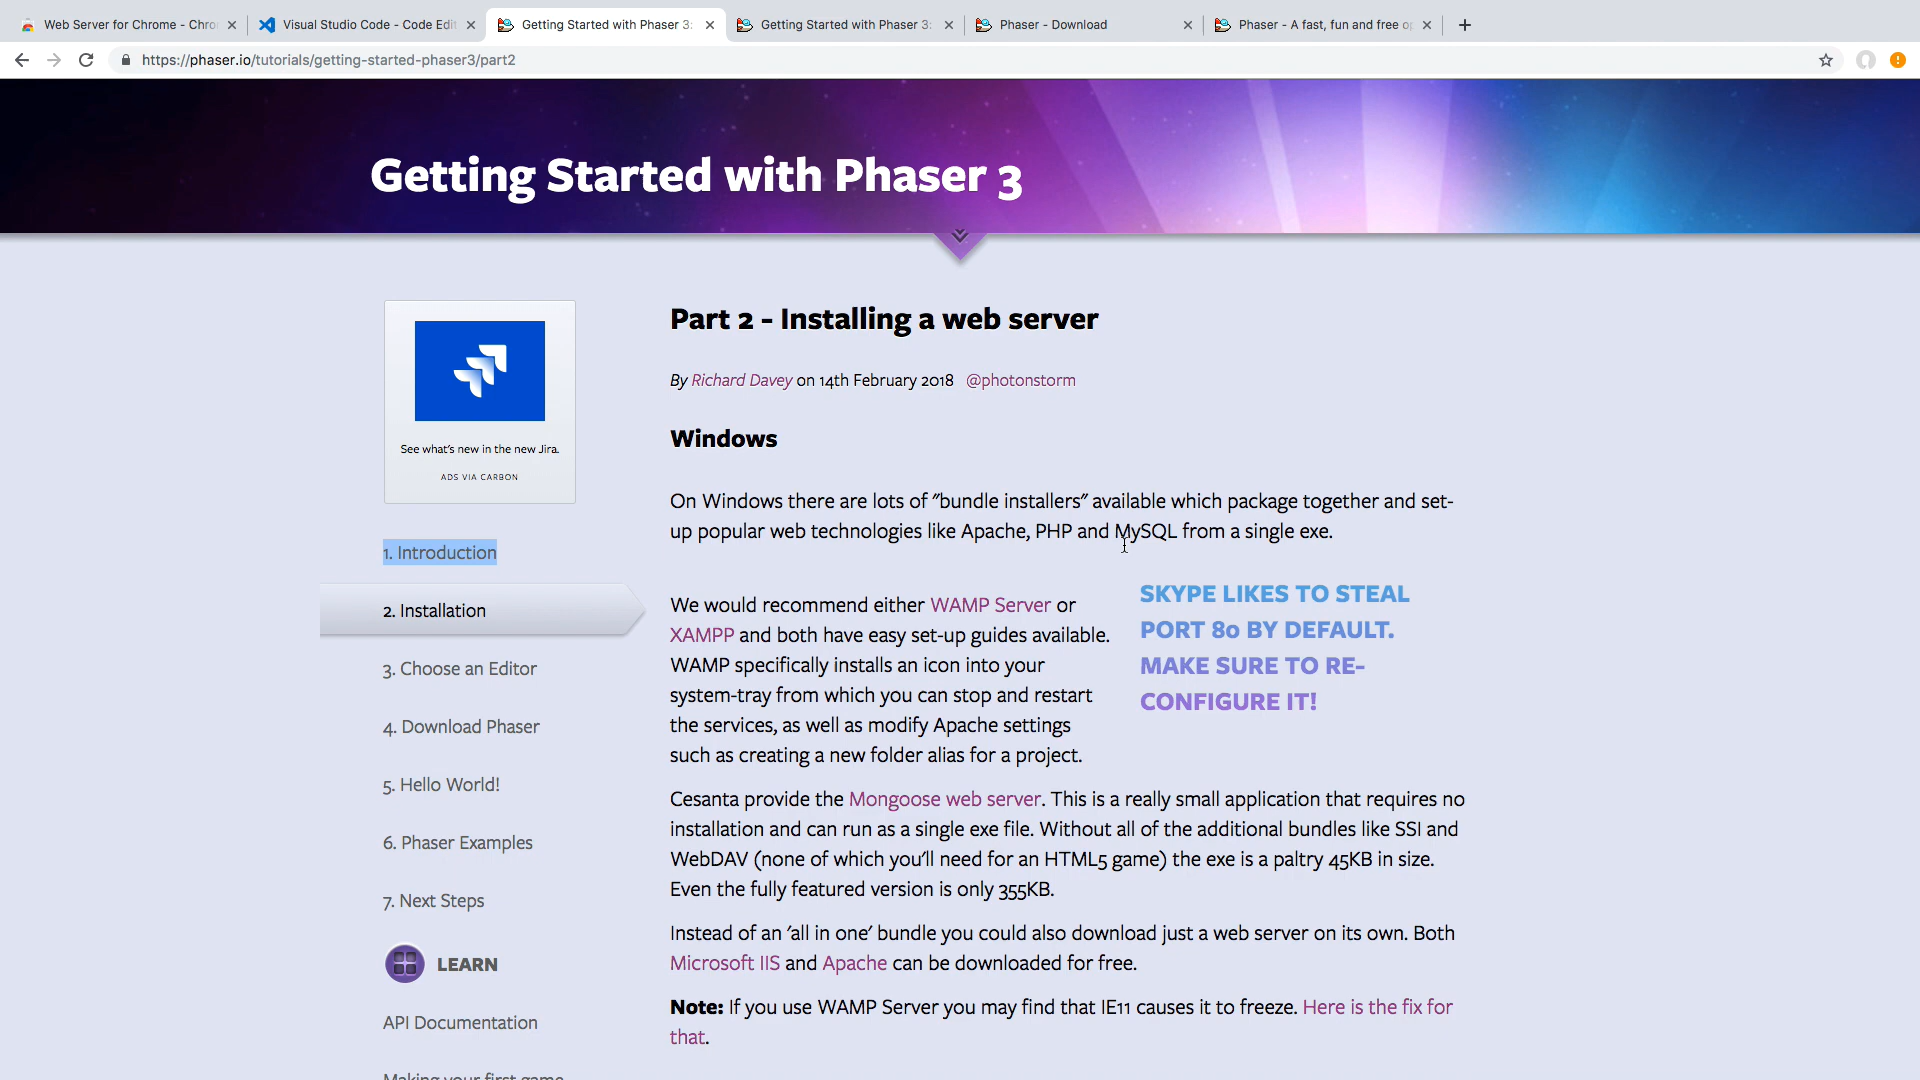 Web Server for Chrome - Chro
Visual Studio Code - Code Edit
Getting Started with Phaser 3:
Getting Started with Phaser 3:
Phaser - Download
Phaser - A fast, fun and free op
https://phaser.io/tutorials/getting-started-phaser3/part2
Getting Started with Phaser 3
See what's new in the new Jira.
ADS VIA CARBON
1. Introduction
2. Installation
3. Choose an Editor
4. Download Phaser
5. Hello World!
6. Phaser Examples
7. Next Steps
LEARN
API Documentation
Making your first game
Part 2 - Installing a web server
By Richard Davey on 14th February 2018 @photonstorm
Windows
On Windows there are lots of "bundle installers" available which package together and set-
up popular web technologies like Apache, PHP and MySQL from a single exe.
We would recommend either WAMP Server or
XAMPP and both have easy set-up guides available.
WAMP specifically installs an icon into your
system-tray from which you can stop and restart
the services, as well as modify Apache settings
such as creating a new folder alias for a project.
SKYPE LIKES TO STEAL
PORT 80 BY DEFAULT.
MAKE SURE TO RE-
CONFIGURE IT!
Cesanta provide the Mongoose web server. This is a really small application that requires no
installation and can run as a single exe file. Without all of the additional bundles like SSI and
WebDAV (none of which you'll need for an HTML5 game) the exe is a paltry 45KB in size.
Even the fully featured version is only 355KB.
Instead of an 'all in one' bundle you could also download just a web server on its own. Both
Microsoft IIS and Apache can be downloaded for free.
Note: If you use WAMP Server you may find that IE11 causes it to freeze. Here is the fix for
that.